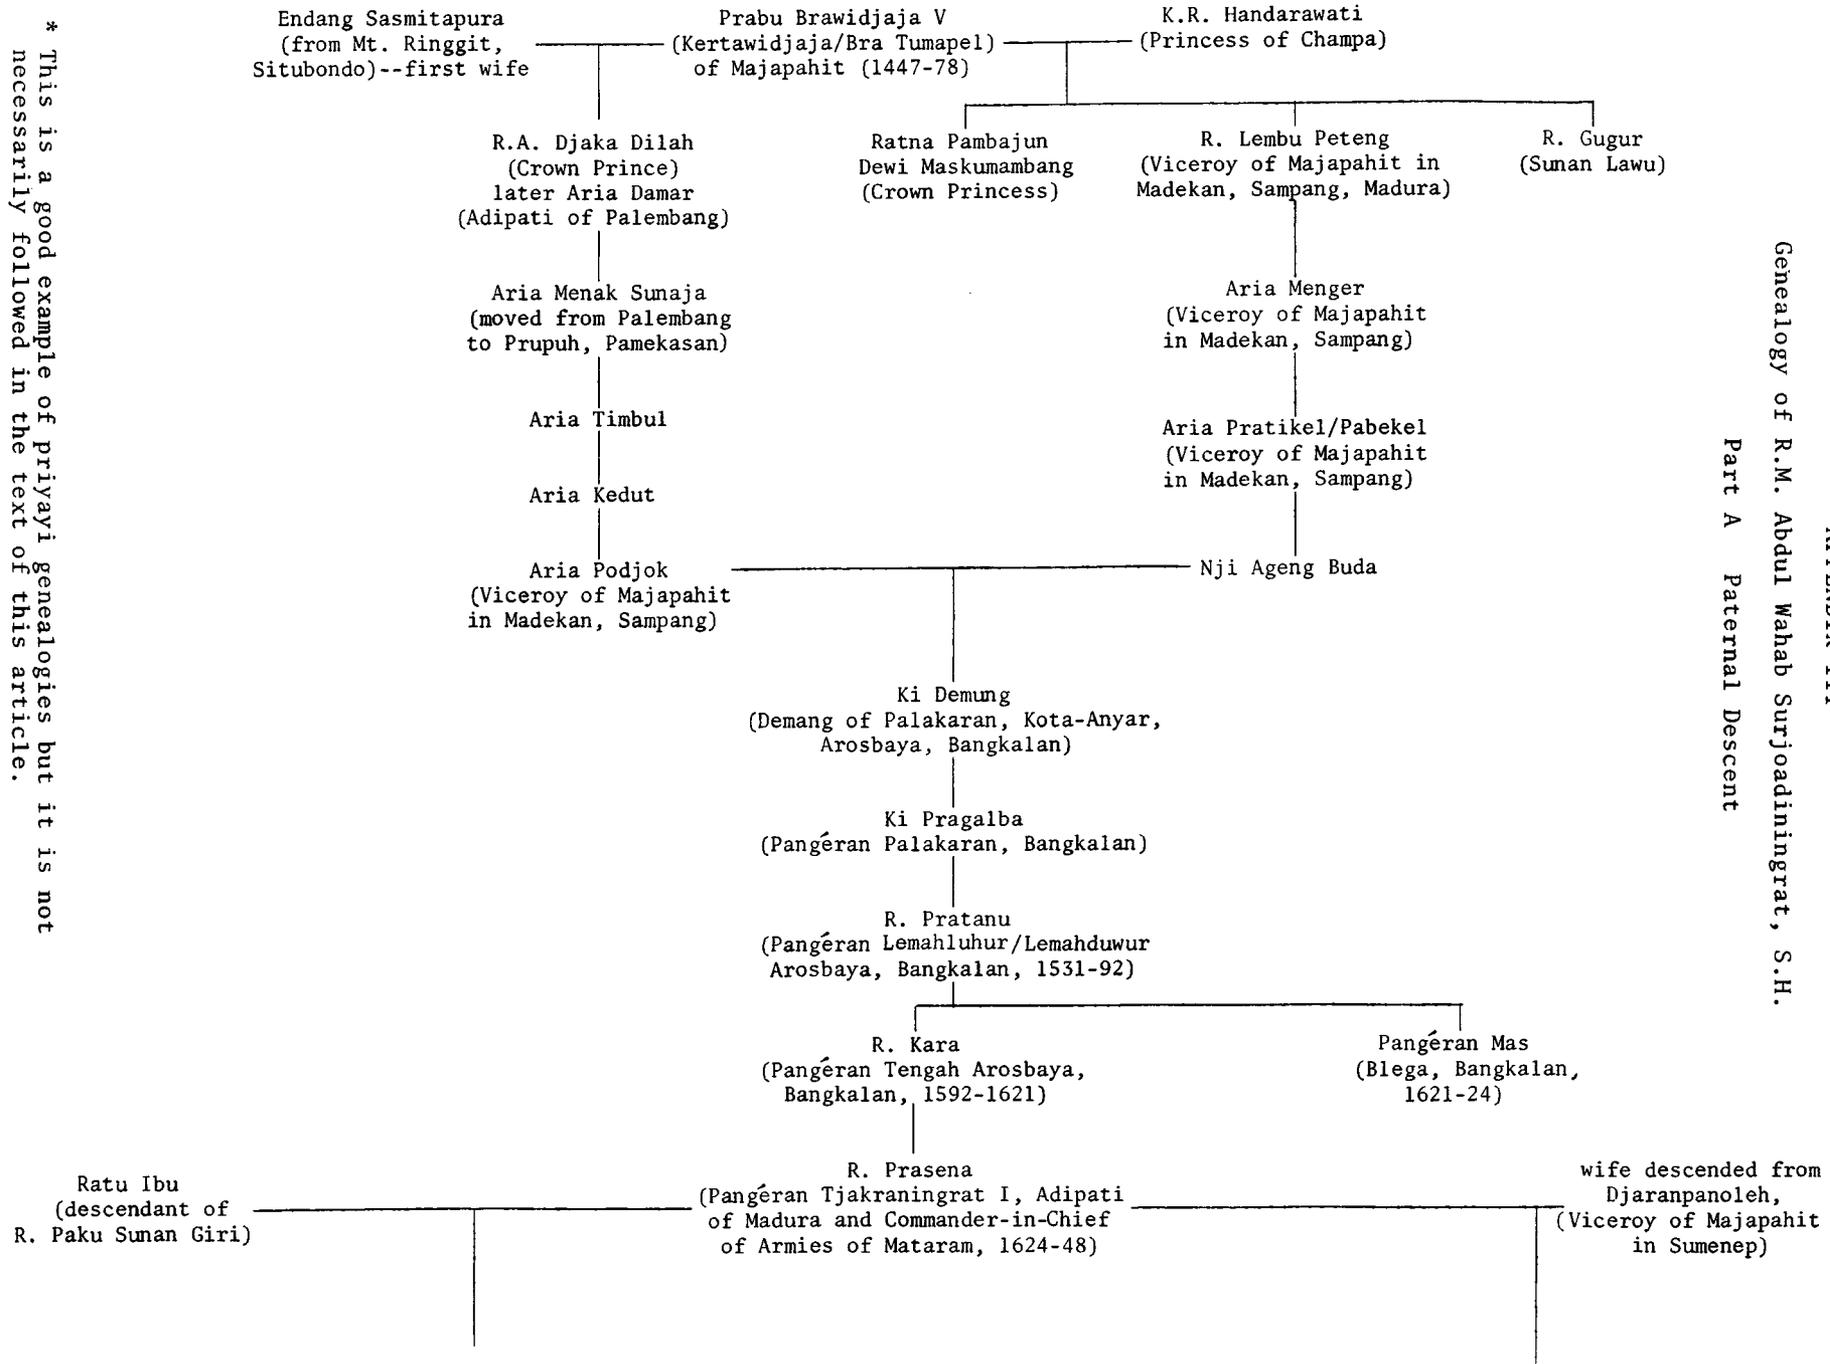 Genealogy of R.M. Abdul Wahab Surjoadiningrat, S.H.
Part A Paternal Descent
Endang Sasmitapura
(from Mt. Ringgit,
Situbondo)--first wife
Prabu Brawidjaja V
(Kertawidjaja/Bra Tumapel)
of Majapahit (1447-78)
K.R. Handarawati
(Princess of Champa)
R.A. Djaka Dilah
(Crown Prince)
later Aria Damar
(Adipati of Palembang)
Ratna Pambajun
Dewi Maskumambang
(Crown Princess)
R. Lembu Peteng
(Viceroy of Majapahit in
Madekan, Sampang, Madura)
R. Gugur
(Sunan Lawu)
Aria Menak Sunaja
(moved from Palembang
to Prupuh, Pamekasan)
Aria Menger
(Viceroy of Majapahit
in Madekan, Sampang)
Aria Timbul
Aria Pratikel/Pabekel
(Viceroy of Majapahit
in Madekan, Sampang)
Aria Kedut
Aria Podjok
(Viceroy of Majapahit
in Madekan, Sampang)
Nji Ageng Buda
Ki Demung
(Demang of Palakaran, Kota-Anyar,
Arosbaya, Bangkalan)
Ki Pragalba
(Pangéran Palakaran, Bangkalan)
R. Pratanu
(Pangéran Lemahluhur/Lemahduwur
Arosbaya, Bangkalan, 1531-92)
R. Kara
(Pangéran Tengah Arosbaya,
Bangkalan, 1592-1621)
Pangéran Mas
(Blega, Bangkalan,
1621-24)
Ratu Ibu
(descendant of
R. Paku Sunan Giri)
R. Prasena
(Pangéran Tjakraningrat I, Adipati
of Madura and Commander-in-Chief
of Armies of Mataram, 1624-48)
wife descended from
Djaranpanoleh,
(Viceroy of Majapahit
in Sumenep)
* This is a good example of priyayi genealogies but it is not
necessarily followed in the text of this article.